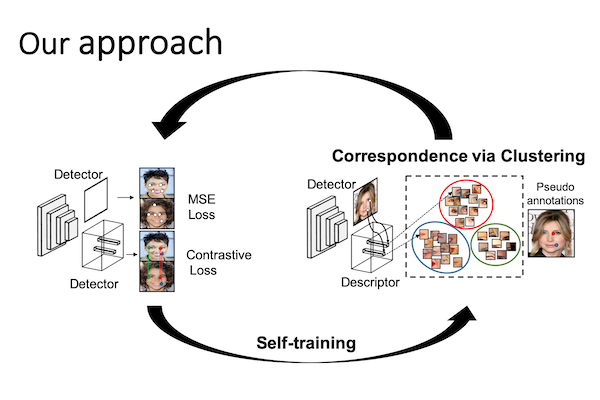 Our approach
Correspondence via Clustering
Detector
MSE
Loss
Contrastive
Loss
Detector
Detector
Descriptor
Pseudo
annotations
Self-training